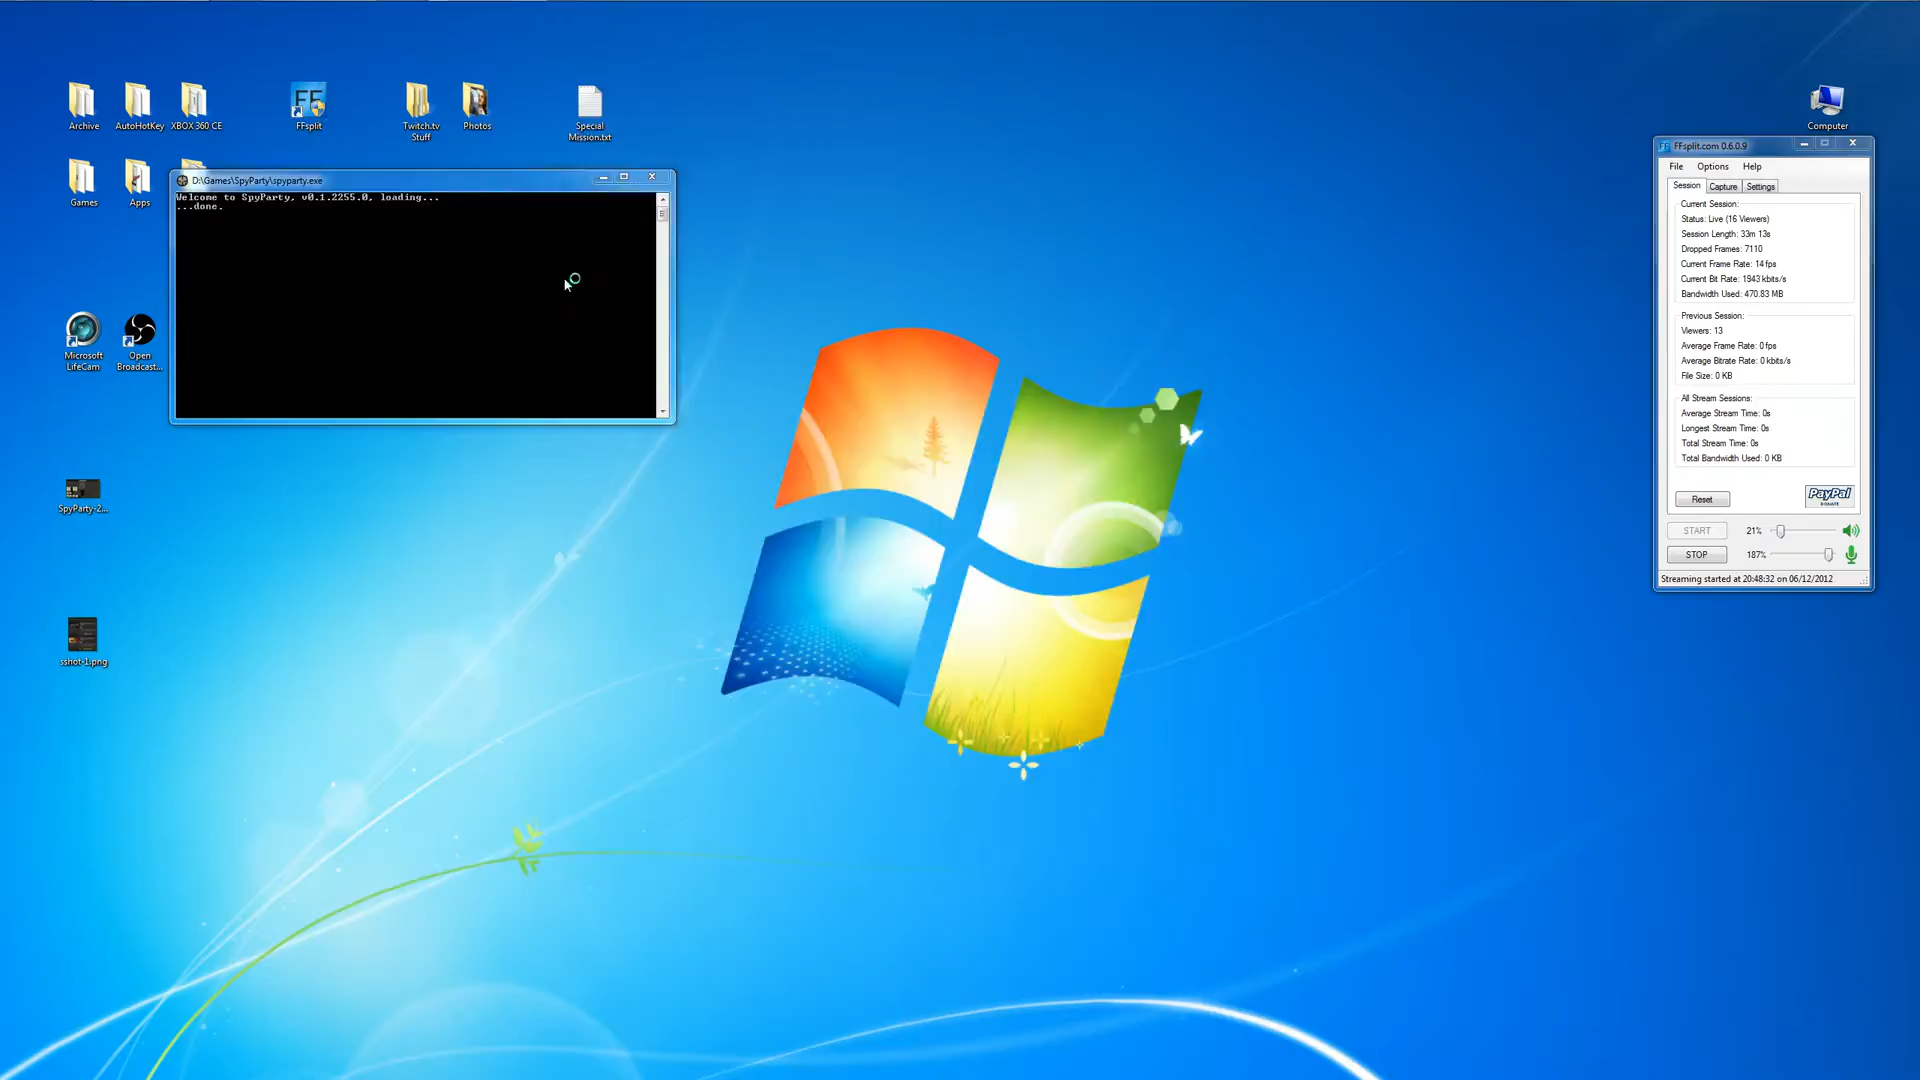 Archive
AutoHotKey
XBOX 360 CE
FFsplit
Twitch.tv
Stuff
Photos
Special
Mission.txt
Computer
Games
Apps
D:\Games\SpyParty\spyparty.exe
Welcome to SpyParty, v0.1.2255.0, loading...
...done.
Microsoft
LifeCam
Open
Broadcast...
SpyParty-2...
sshot-1.png
FFsplit.com 0.6.0.9
File Options Help
Session Capture Settings
Current Session:
Status: Live (16 Viewers)
Session Length: 33m 13s
Dropped Frames: 7110
Current Frame Rate: 14 fps
Current Bit Rate: 1943 kbits/s
Bandwidth Used: 470.83 MB
Previous Session:
Viewers: 13
Average Frame Rate: 0 fps
Average Bitrate Rate: 0 kbits/s
File Size: 0 KB
All Stream Sessions:
Average Stream Time: 0s
Longest Stream Time: 0s
Total Stream Time: 0s
Total Bandwidth Used: 0 KB
Reset
PayPal
DONATE
START 21%
STOP 187%
Streaming started at 20:48:32 on 06/12/2012